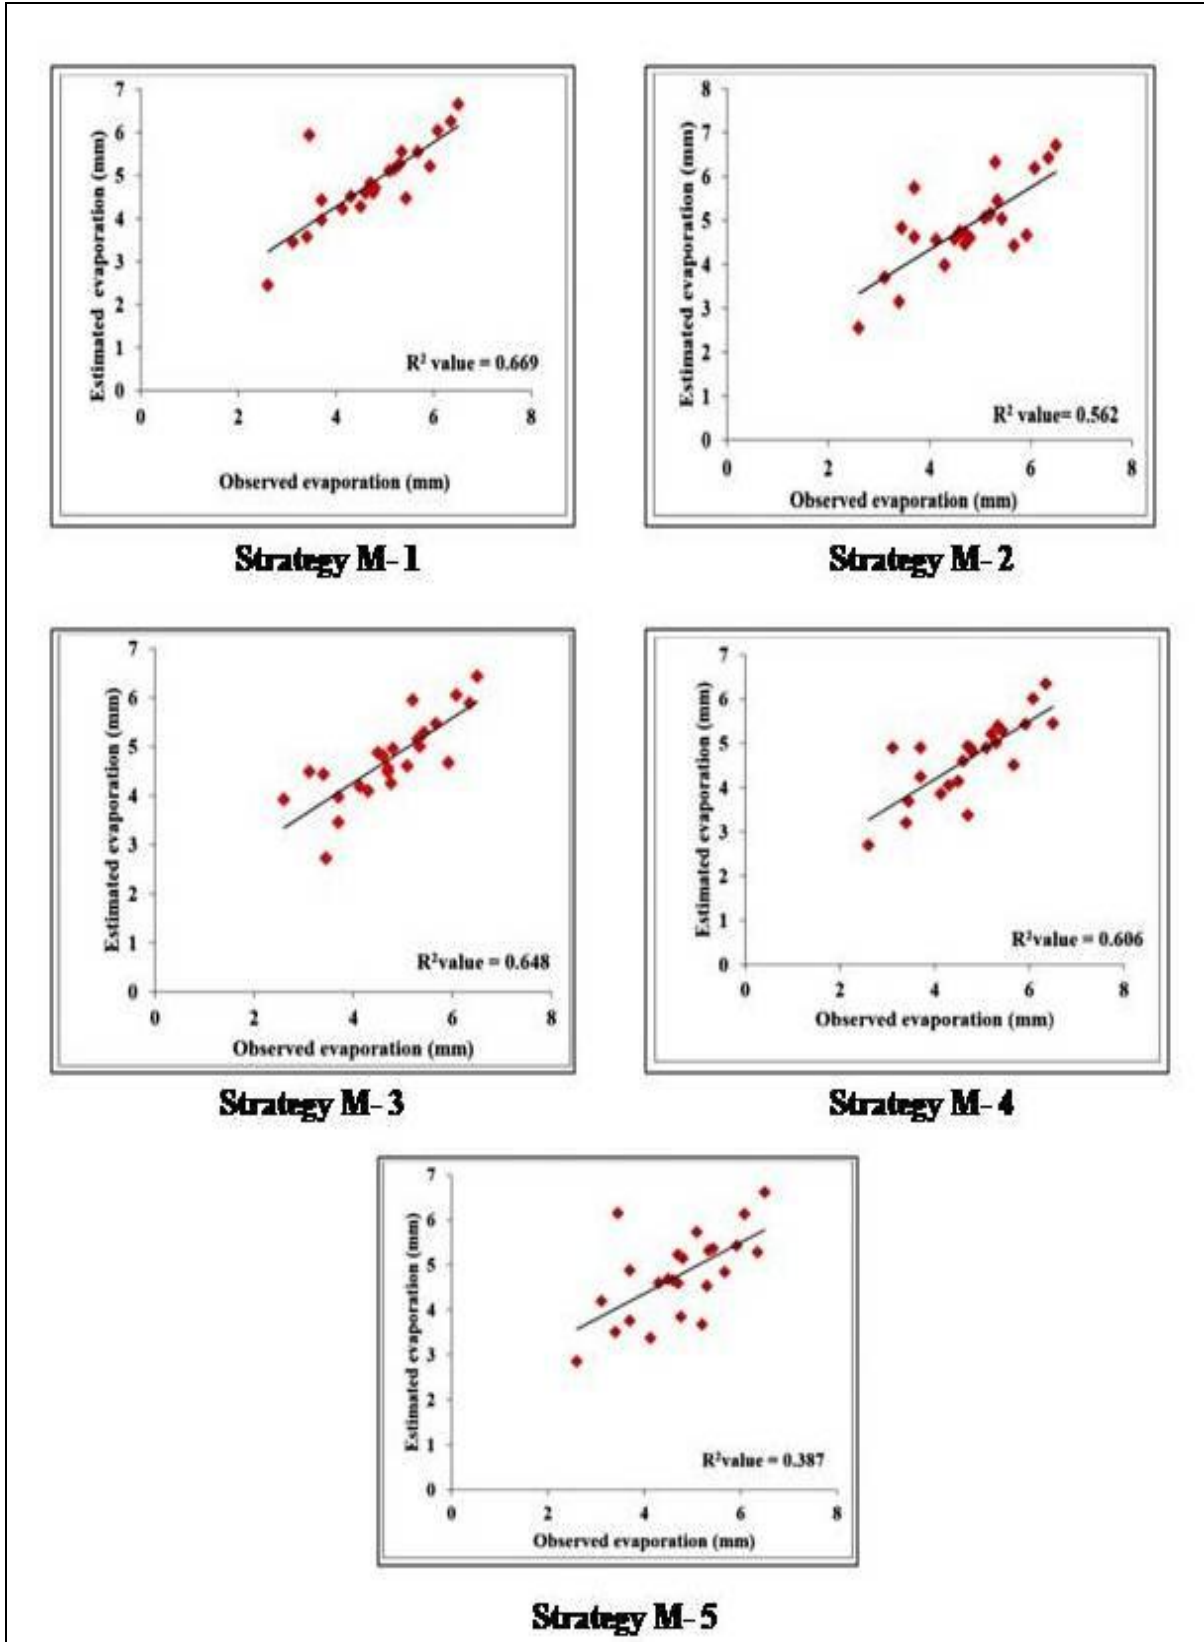 7
6
5
4
3
2
1
0
Estimated evaporation (mm)
R² value = 0.669
0 2 4 6 8
Observed evaporation (mm)
Strategy M-1
8
7
6
5
4
3
2
1
0
Estimated evaporation (mm)
R² value= 0.562
0 2 4 6 8
Observed evaporation (mm)
Strategy M-2
7
6
5
4
3
2
1
0
Estimated evaporation (mm)
R²value = 0.648
0 2 4 6 8
Observed evaporation (mm)
Strategy M-3
7
6
5
4
3
2
1
0
Estimated evaporation (mm)
R²value = 0.606
0 2 4 6 8
Observed evaporation (mm)
Strategy M-4
7
6
5
4
3
2
1
0
Estimated evaporation (mm)
R²value = 0.387
0 2 4 6 8
Observed evaporation (mm)
Strategy M-5